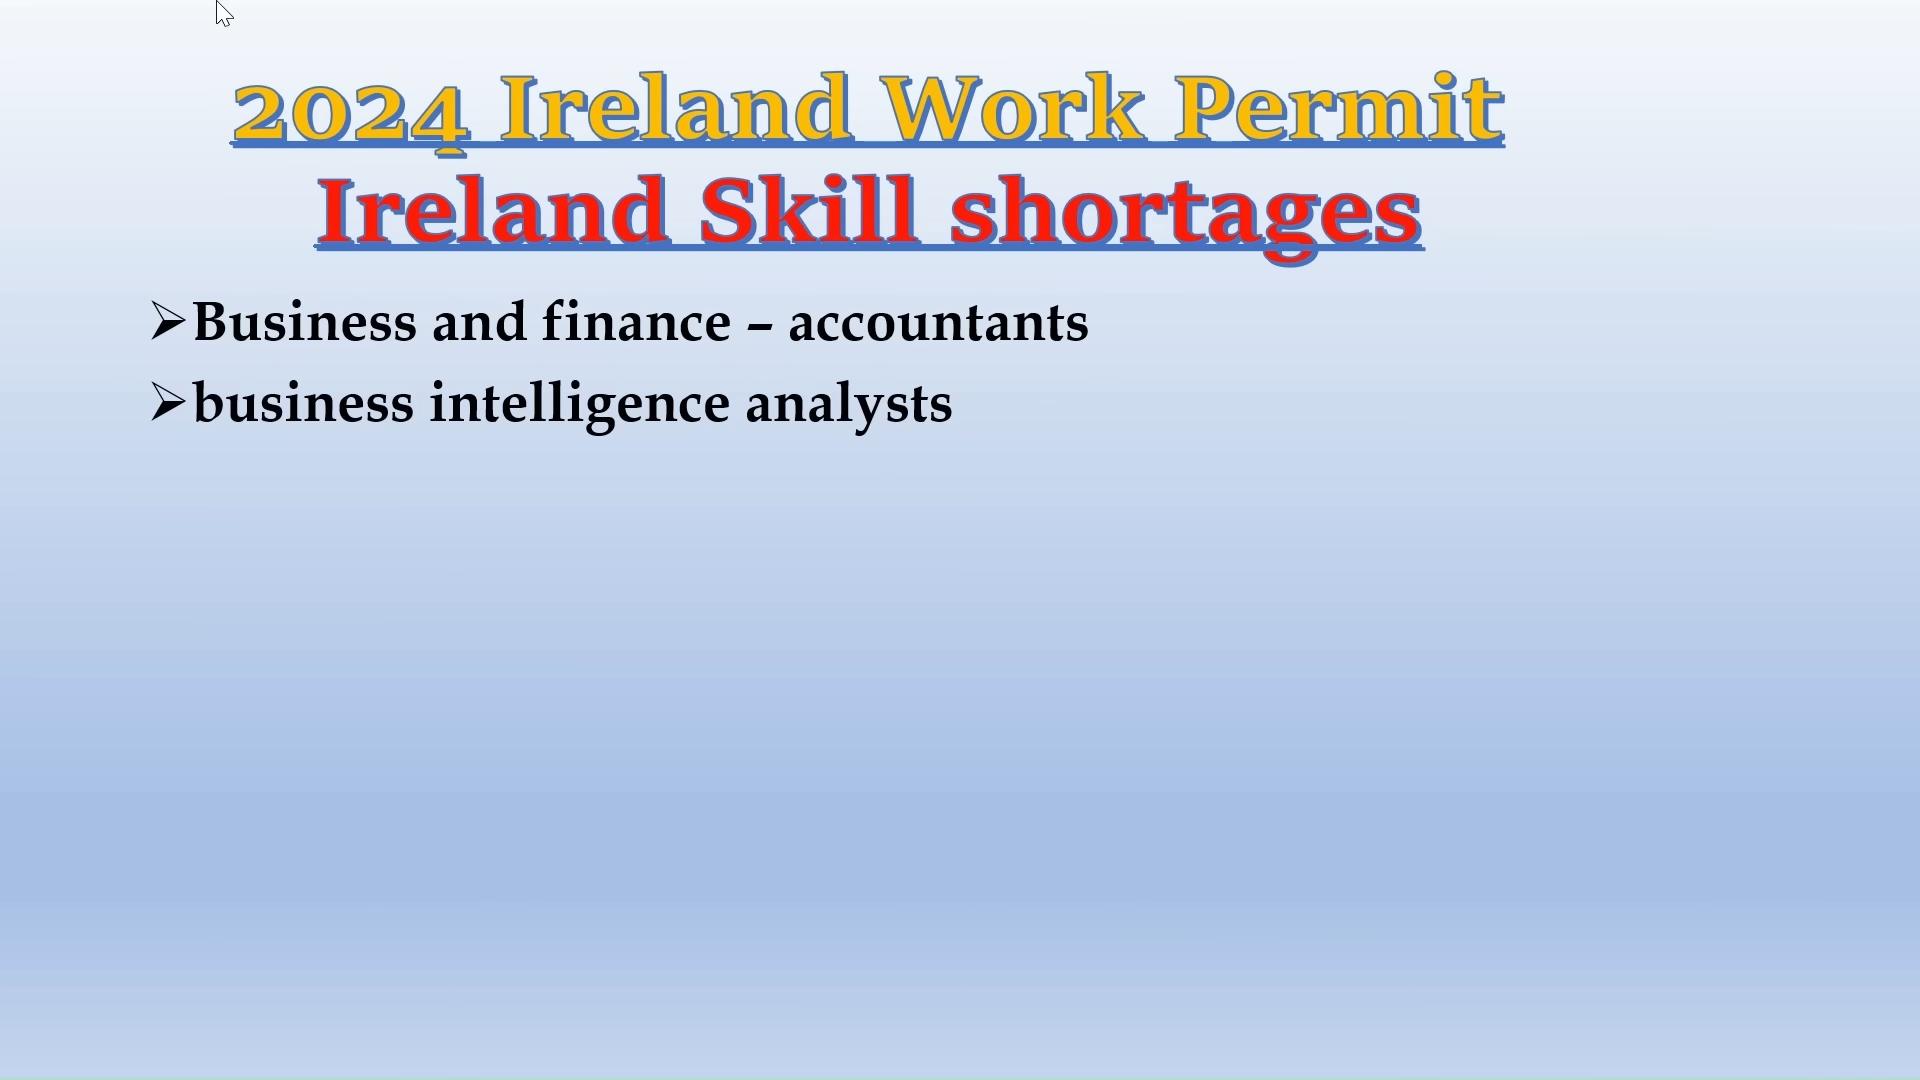 2024 Ireland Work Permit
Ireland Skill shortages
➢Business and finance – accountants
➢business intelligence analysts